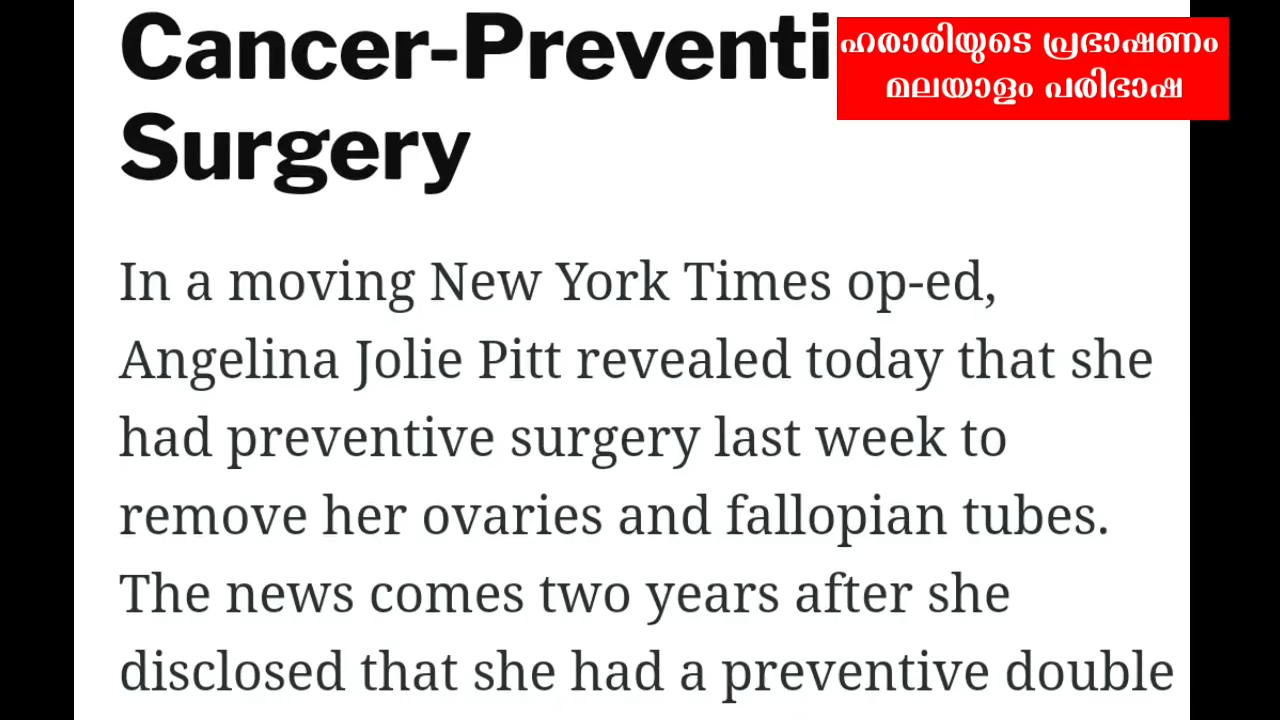 Cancer-Preventi
ഹരാരിയുടെ പ്രഭാഷണം
മലയാളം പരിഭാഷ
Surgery
In a moving New York Times op-ed,
Angelina Jolie Pitt revealed today that she
had preventive surgery last week to
remove her ovaries and fallopian tubes.
The news comes two years after she
disclosed that she had a preventive double